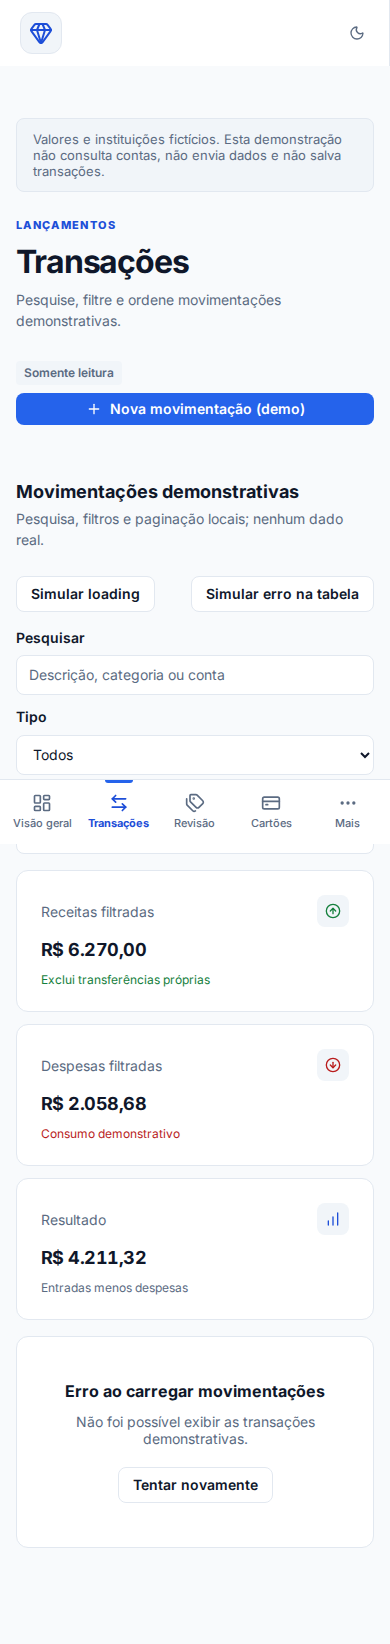 Valores e instituições fictícios. Esta demonstração
não consulta contas, não envia dados e não salva
transações.
LANÇAMENTOS
Transações
Pesquise, filtre e ordene movimentações
demonstrativas.
Somente leitura
Nova movimentação (demo)
Movimentações demonstrativas
Pesquisa, filtros e paginação locais; nenhum dado
real.
Simular loading
Simular erro na tabela
Pesquisar
Descrição, categoria ou conta
Tipo
Todos
Visão geral
Transações
Revisão
Cartões
Mais
Receitas filtradas
R$ 6.270,00
Exclui transferências próprias
Despesas filtradas
R$ 2.058,68
Consumo demonstrativo
Resultado
R$ 4.211,32
Entradas menos despesas
Erro ao carregar movimentações
Não foi possível exibir as transações
demonstrativas.
Tentar novamente